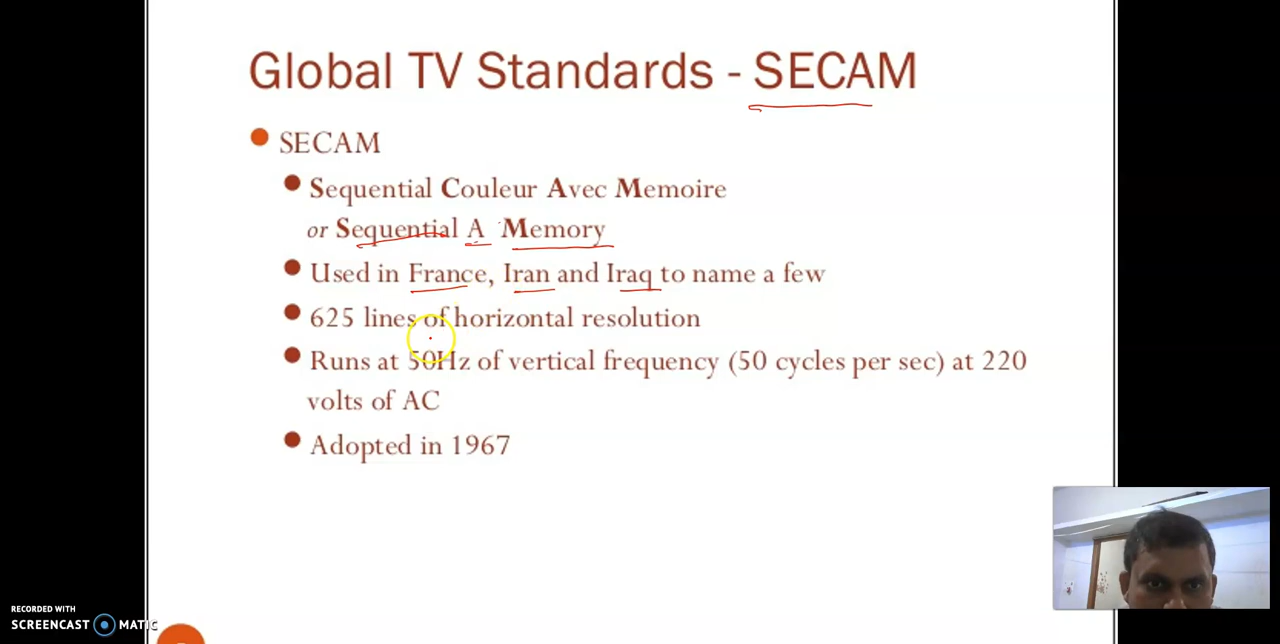 Global TV Standards - SECAM
SECAM
Sequential Couleur Avec Memoire
or Sequential A Memory
Used in France, Iran and Iraq to name a few
625 lines of horizontal resolution
Runs at 50Hz of vertical frequency (50 cycles per sec) at 220
volts of AC
Adopted in 1967
RECORDED WITH
SCREENCAST MATIC